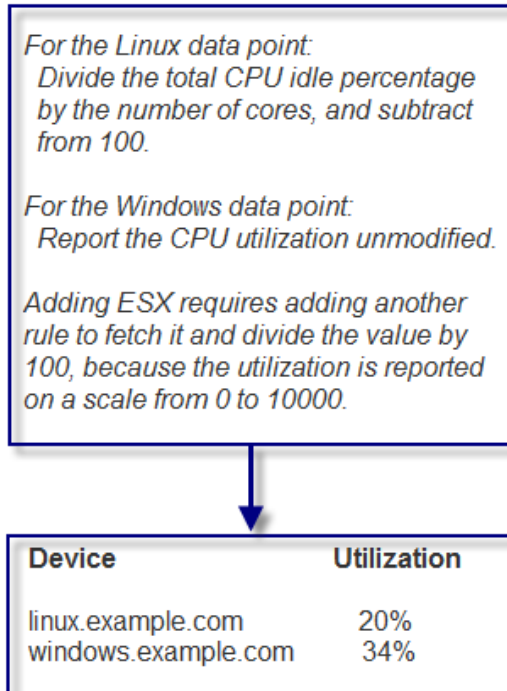 For the Linux data point:
Divide the total CPU idle percentage
by the number of cores, and subtract
from 100.
For the Windows data point:
Report the CPU utilization unmodified.
Adding ESX requires adding another
rule to fetch it and divide the value by
100, because the utilization is reported
on a scale from 0 to 10000.
Device Utilization
linux.example.com 20%
windows.example.com 34%